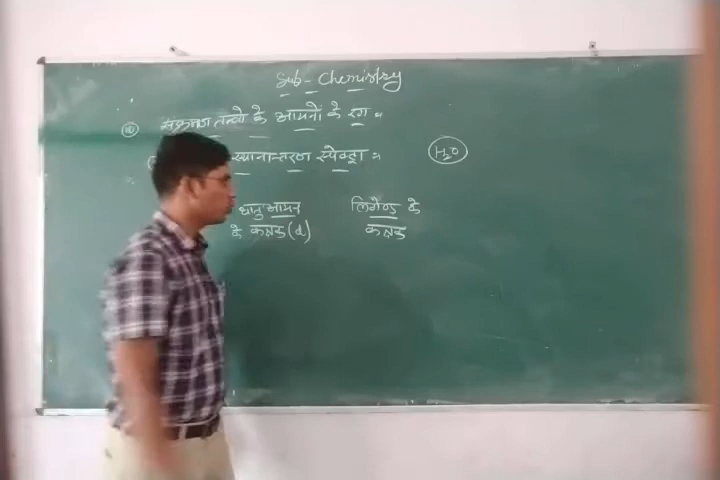 Sub - Chemistry
संक्रमण तत्वो के आयनों के रंग =
स्थानान्तरण स्पेक्ट्रा =
H₂O
धातु आयन
के कक्षक (d)
लिगेण्ड के
कक्षक